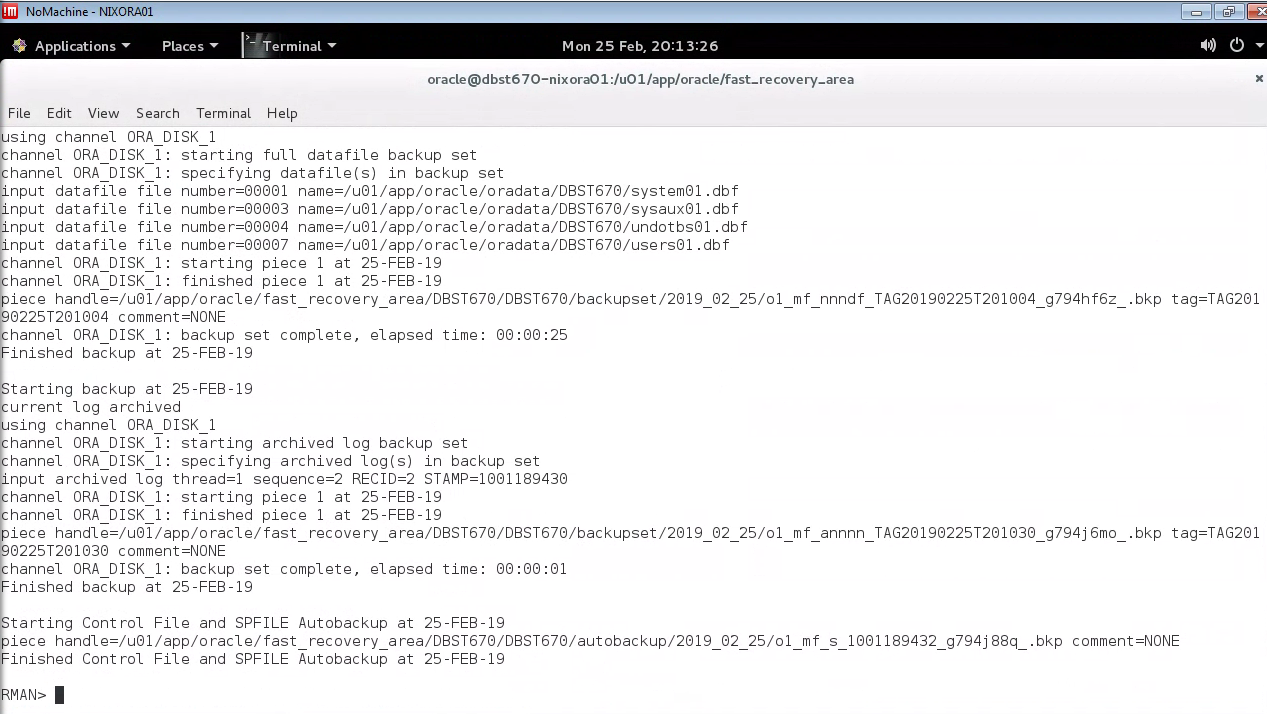 NoMachine - NIXORA01
Applications Places Terminal Mon 25 Feb, 20:13:26
oracle@dbst670-nixora01:/u01/app/oracle/fast_recovery_area
File Edit View Search Terminal Help
using channel ORA_DISK_1
channel ORA_DISK_1: starting full datafile backup set
channel ORA_DISK_1: specifying datafile(s) in backup set
input datafile file number=00001 name=/u01/app/oracle/oradata/DBST670/system01.dbf
input datafile file number=00003 name=/u01/app/oracle/oradata/DBST670/sysaux01.dbf
input datafile file number=00004 name=/u01/app/oracle/oradata/DBST670/undotbs01.dbf
input datafile file number=00007 name=/u01/app/oracle/oradata/DBST670/users01.dbf
channel ORA_DISK_1: starting piece 1 at 25-FEB-19
channel ORA_DISK_1: finished piece 1 at 25-FEB-19
piece handle=/u01/app/oracle/fast_recovery_area/DBST670/DBST670/backupset/2019_02_25/o1_mf_nnndf_TAG20190225T201004_g794hf6z_.bkp tag=TAG201
90225T201004 comment=NONE
channel ORA_DISK_1: backup set complete, elapsed time: 00:00:25
Finished backup at 25-FEB-19
Starting backup at 25-FEB-19
current log archived
using channel ORA_DISK_1
channel ORA_DISK_1: starting archived log backup set
channel ORA_DISK_1: specifying archived log(s) in backup set
input archived log thread=1 sequence=2 RECID=2 STAMP=1001189430
channel ORA_DISK_1: starting piece 1 at 25-FEB-19
channel ORA_DISK_1: finished piece 1 at 25-FEB-19
piece handle=/u01/app/oracle/fast_recovery_area/DBST670/DBST670/backupset/2019_02_25/o1_mf_annnn_TAG20190225T201030_g794j6mo_.bkp tag=TAG201
90225T201030 comment=NONE
channel ORA_DISK_1: backup set complete, elapsed time: 00:00:01
Finished backup at 25-FEB-19
Starting Control File and SPFILE Autobackup at 25-FEB-19
piece handle=/u01/app/oracle/fast_recovery_area/DBST670/DBST670/autobackup/2019_02_25/o1_mf_s_1001189432_g794j88q_.bkp comment=NONE
Finished Control File and SPFILE Autobackup at 25-FEB-19
RMAN>